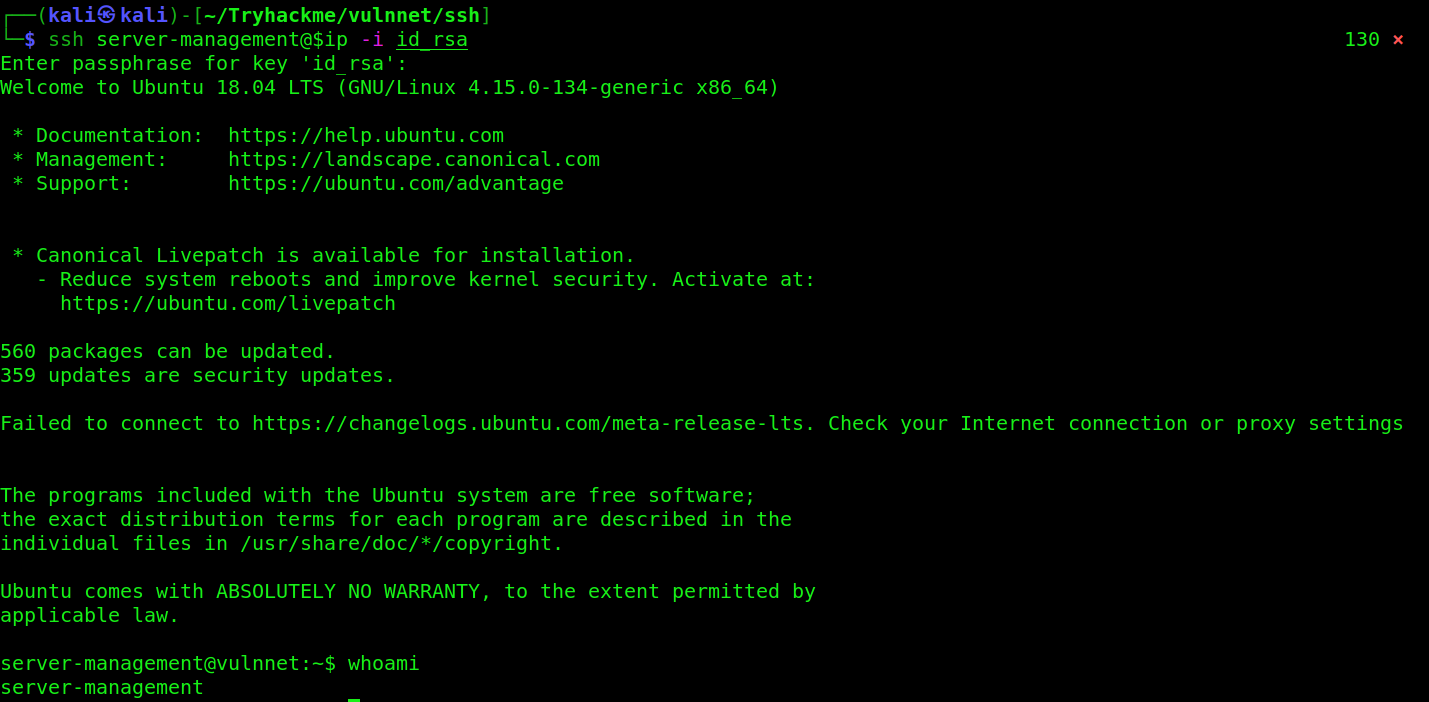 ┌──(kali㉿kali)-[~/Tryhackme/vulnnet/ssh]
└─$ ssh server-management@$ip -i id_rsa 130 ⨯
Enter passphrase for key 'id_rsa':
Welcome to Ubuntu 18.04 LTS (GNU/Linux 4.15.0-134-generic x86_64)

 * Documentation:  https://help.ubuntu.com
 * Management:     https://landscape.canonical.com
 * Support:        https://ubuntu.com/advantage


 * Canonical Livepatch is available for installation.
   - Reduce system reboots and improve kernel security. Activate at:
     https://ubuntu.com/livepatch

560 packages can be updated.
359 updates are security updates.

Failed to connect to https://changelogs.ubuntu.com/meta-release-lts. Check your Internet connection or proxy settings


The programs included with the Ubuntu system are free software;
the exact distribution terms for each program are described in the
individual files in /usr/share/doc/*/copyright.

Ubuntu comes with ABSOLUTELY NO WARRANTY, to the extent permitted by
applicable law.

server-management@vulnnet:~$ whoami
server-management